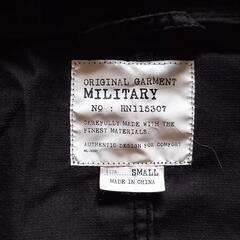 ORIGINAL GARMENT
MILITARY
NO : RN115307
CAREFULLY MADE WITH THE
FINEST MATERIALS.
AUTHENTIC DESIGN FOR COMFORT
SIZE SMALL
MADE IN CHINA